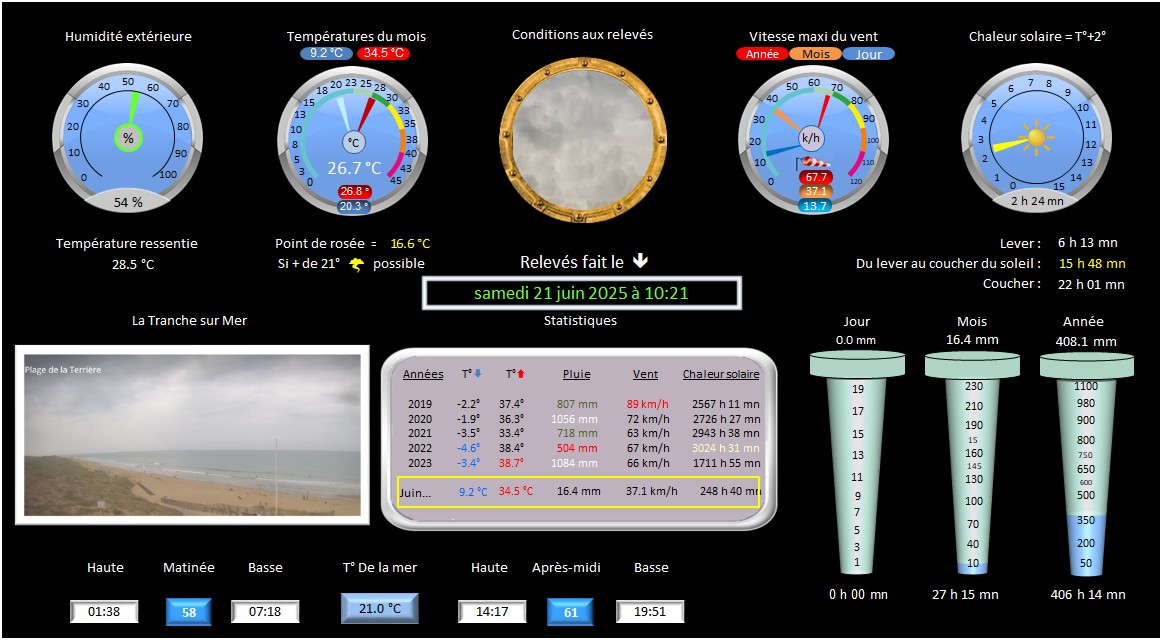 Humidité extérieure
Températures du mois
Conditions aux relevés
Vitesse maxi du vent
Chaleur solaire = T°+2°
9.2 °C 34.5 °C
Année Mois Jour
0 10 20 30 40 50 60 70 80 90 100
%
54 %
0 3 5 8 10 13 15 18 20 23 25 28 30 33 35 38 40 43 45
°C
26.7 °C
26.8 °
20.3 °
0 10 20 30 40 50 60 70 80 90 100 110 120
k/h
67.7
37.1
13.7
0 1 2 3 4 5 6 7 8 9 10 11 12 13 14 15
2 h 24 mn
Température ressentie
28.5 °C
Point de rosée = 16.6 °C
Si + de 21° possible
Relevés fait le
samedi 21 juin 2025 à 10:21
Lever : 6 h 13 mn
Du lever au coucher du soleil : 15 h 48 mn
Coucher : 22 h 01 mn
La Tranche sur Mer
Plage de la Terrière
Statistiques
Années T° T° Pluie Vent Chaleur solaire
2019 -2.2° 37.4° 807 mm 89 km/h 2567 h 11 mn
2020 -1.9° 36.3° 1056 mm 72 km/h 2726 h 27 mn
2021 -3.5° 33.4° 718 mm 63 km/h 2943 h 38 mn
2022 -4.6° 38.4° 504 mm 67 km/h 3024 h 31 mn
2023 -3.4° 38.7° 1084 mm 66 km/h 1711 h 55 mn
Juin... 9.2 °C 34.5 °C 16.4 mm 37.1 km/h 248 h 40 mn
Jour
0.0 mm
19
17
15
13
11
9
7
5
3
1
0 h 00 mn
Mois
16.4 mm
230
210
190
15
160
145
130
100
70
40
10
27 h 15 mn
Année
408.1 mm
1100
980
900
800
750
650
600
500
350
200
50
406 h 14 mn
Haute Matinée Basse T° De la mer Haute Après-midi Basse
01:38 58 07:18 21.0 °C 14:17 61 19:51